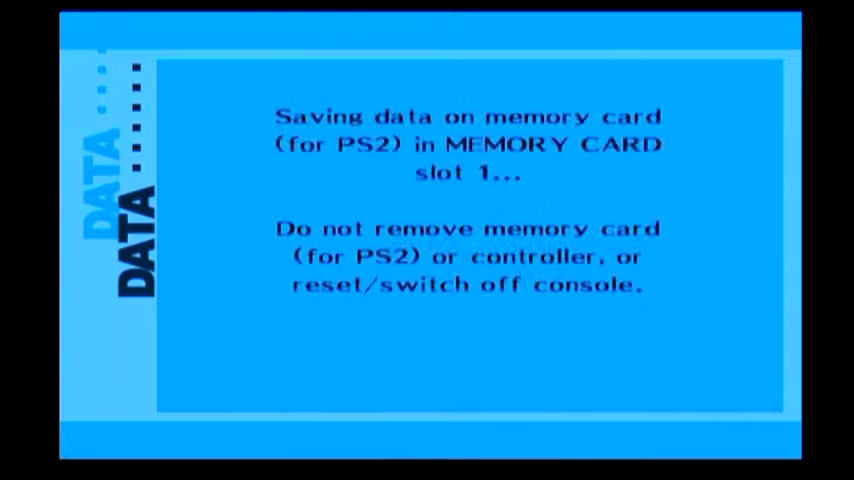 DATA
DATA
Saving data on memory card
(for PS2) in MEMORY CARD
slot 1...
Do not remove memory card
(for PS2) or controller, or
reset/switch off console.